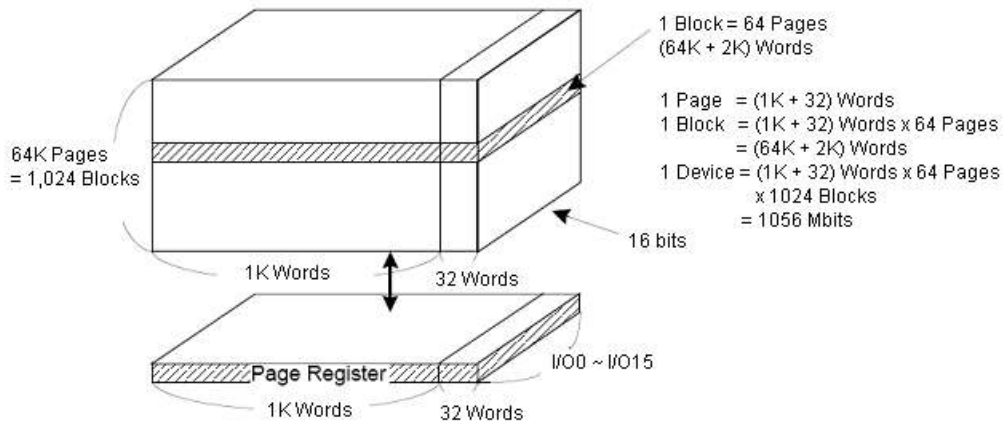 1 Block = 64 Pages
(64K + 2K) Words
1 Page = (1K + 32) Words
1 Block = (1K + 32) Words x 64 Pages
= (64K + 2K) Words
1 Device = (1K + 32) Words x 64 Pages
x 1024 Blocks
= 1056 Mbits
64K Pages
= 1,024 Blocks
16 bits
1K Words
32 Words
I/O0 ~ I/O15
Page Register
1K Words
32 Words